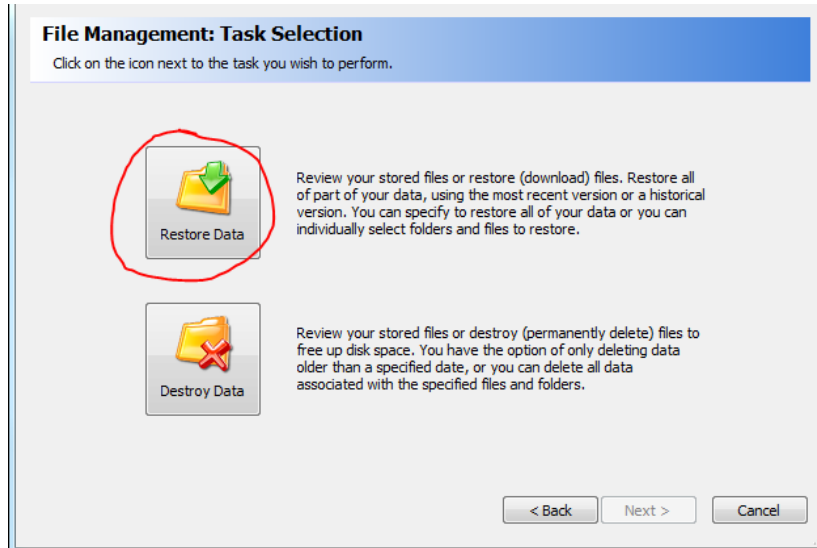 File Management: Task Selection
Click on the icon next to the task you wish to perform.
Restore Data
Review your stored files or restore (download) files. Restore all
of part of your data, using the most recent version or a historical
version. You can specify to restore all of your data or you can
individually select folders and files to restore.
Destroy Data
Review your stored files or destroy (permanently delete) files to
free up disk space. You have the option of only deleting data
older than a specified date, or you can delete all data
associated with the specified files and folders.
< Back
Next >
Cancel